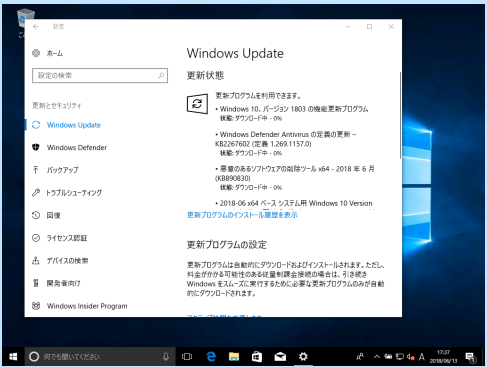 設定
ホーム
設定の検索
更新とセキュリティ
Windows Update
Windows Defender
バックアップ
トラブルシューティング
回復
ライセンス認証
デバイスの検索
開発者向け
Windows Insider Program
Windows Update
更新状態
更新プログラムを利用できます。
• Windows 10、バージョン 1803 の機能更新プログラム
状態: ダウンロード中 - 0%
• Windows Defender Antivirus の定義の更新 –
KB2267602 (定義 1.269.1157.0)
状態: ダウンロード中 - 0%
• 悪意のあるソフトウェアの削除ツール x64 - 2018 年 6 月
(KB890830)
状態: ダウンロード中 - 0%
• 2018-06 x64 ベース システム用 Windows 10 Version
更新プログラムのインストール履歴を表示
更新プログラムの設定
更新プログラムは自動的にダウンロードおよびインストールされます。ただし、
料金がかかる可能性のある従量制課金接続の場合は、引き続き
Windows をスムーズに実行するために必要な更新プログラムのみが自動
的にダウンロードされます。
何でも聞いてください
A
17:37
2018/06/13